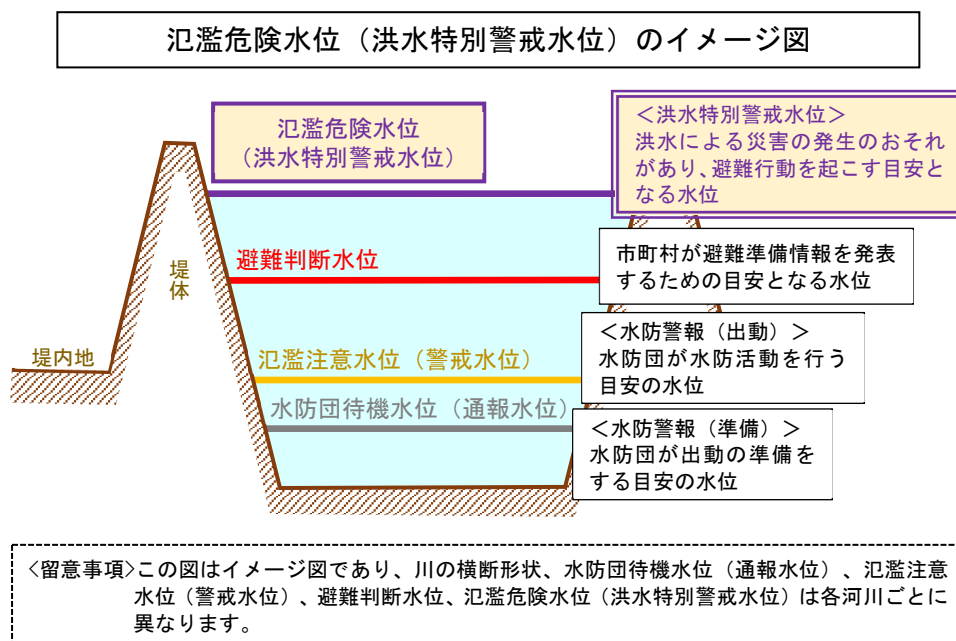 氾濫危険水位（洪水特別警戒水位）のイメージ図
氾濫危険水位
（洪水特別警戒水位）
＜洪水特別警戒水位＞
洪水による災害の発生のおそれ
があり、避難行動を起こす目安と
なる水位
避難判断水位
市町村が避難準備情報を発表
するための目安となる水位
堤体
堤内地
氾濫注意水位（警戒水位）
＜水防警報（出動）＞
水防団が水防活動を行う
目安の水位
水防団待機水位（通報水位）
＜水防警報（準備）＞
水防団が出動の準備を
する目安の水位
＜留意事項＞この図はイメージ図であり、川の横断形状、水防団待機水位（通報水位）、氾濫注意
水位（警戒水位）、避難判断水位、氾濫危険水位（洪水特別警戒水位）は各河川ごとに
異なります。